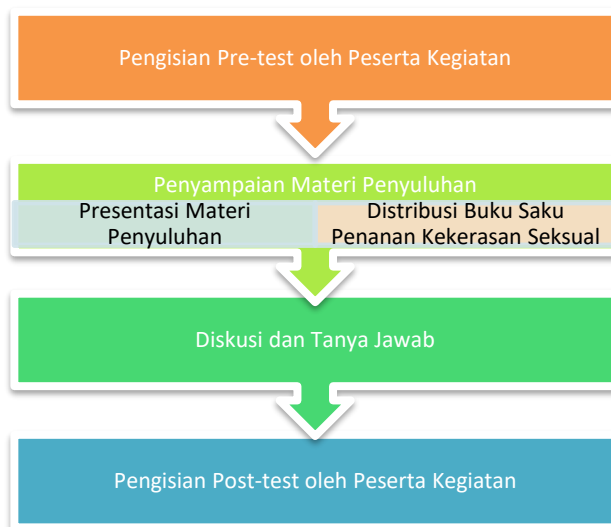 Pengisian Pre-test oleh Peserta Kegiatan
Penyampaian Materi Penyuluhan
Presentasi Materi
Penyuluhan
Distribusi Buku Saku
Penanan Kekerasan Seksual
Diskusi dan Tanya Jawab
Pengisian Post-test oleh Peserta Kegiatan